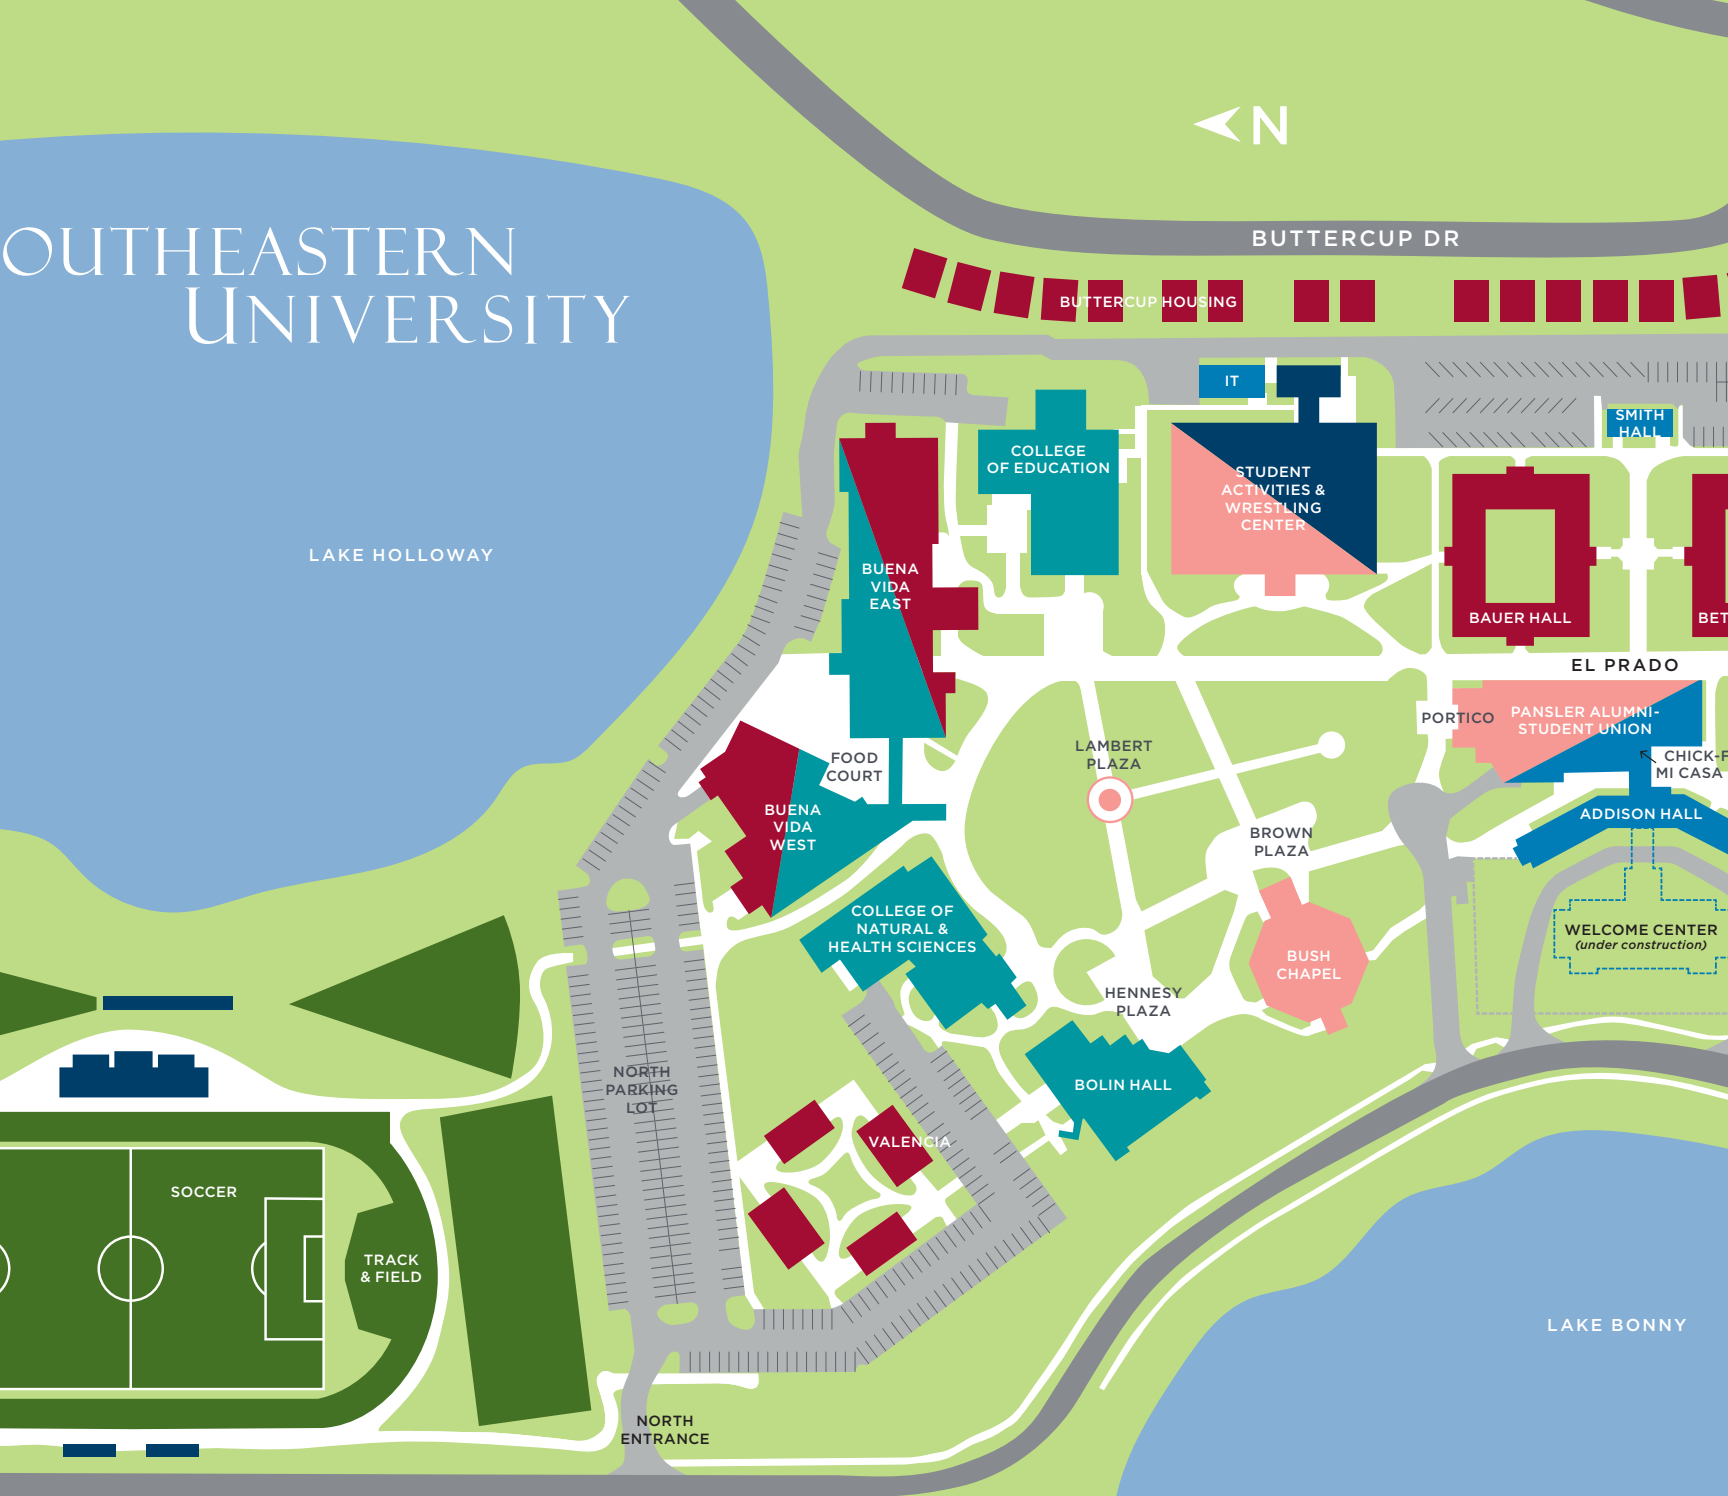 N
BUTTERCUP DR
OUTHEASTERN
UNIVERSITY
BUTTERCUP HOUSING
IT
SMITH
HALL
COLLEGE
OF EDUCATION
STUDENT
ACTIVITIES &
WRESTLING
CENTER
LAKE HOLLOWAY
BUENA
VIDA
EAST
BAUER HALL
BET
EL PRADO
PORTICO
PANSLER ALUMNI-
STUDENT UNION
LAMBERT
PLAZA
FOOD
COURT
CHICK-F
MI CASA
BUENA
VIDA
WEST
ADDISON HALL
BROWN
PLAZA
COLLEGE OF
NATURAL &
HEALTH SCIENCES
WELCOME CENTER
(under construction)
BUSH
CHAPEL
HENNESY
PLAZA
NORTH
PARKING
LOT
BOLIN HALL
VALENCIA
SOCCER
TRACK
& FIELD
LAKE BONNY
NORTH
ENTRANCE